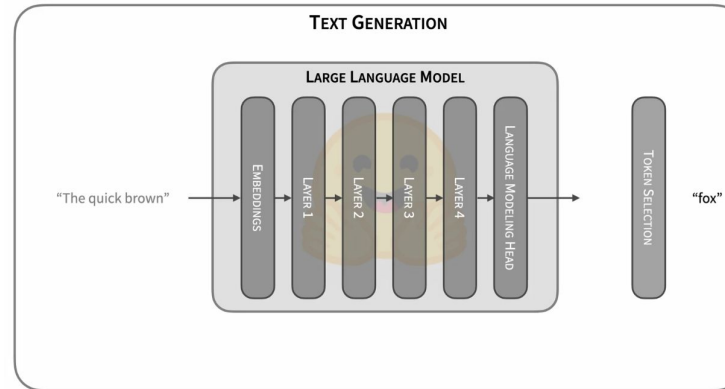 TEXT GENERATION
LARGE LANGUAGE MODEL
"The quick brown"
EMBEDDINGS
LAYER 1
LAYER 2
LAYER 3
LAYER 4
LANGUAGE MODELING HEAD
TOKEN SELECTION
"fox"